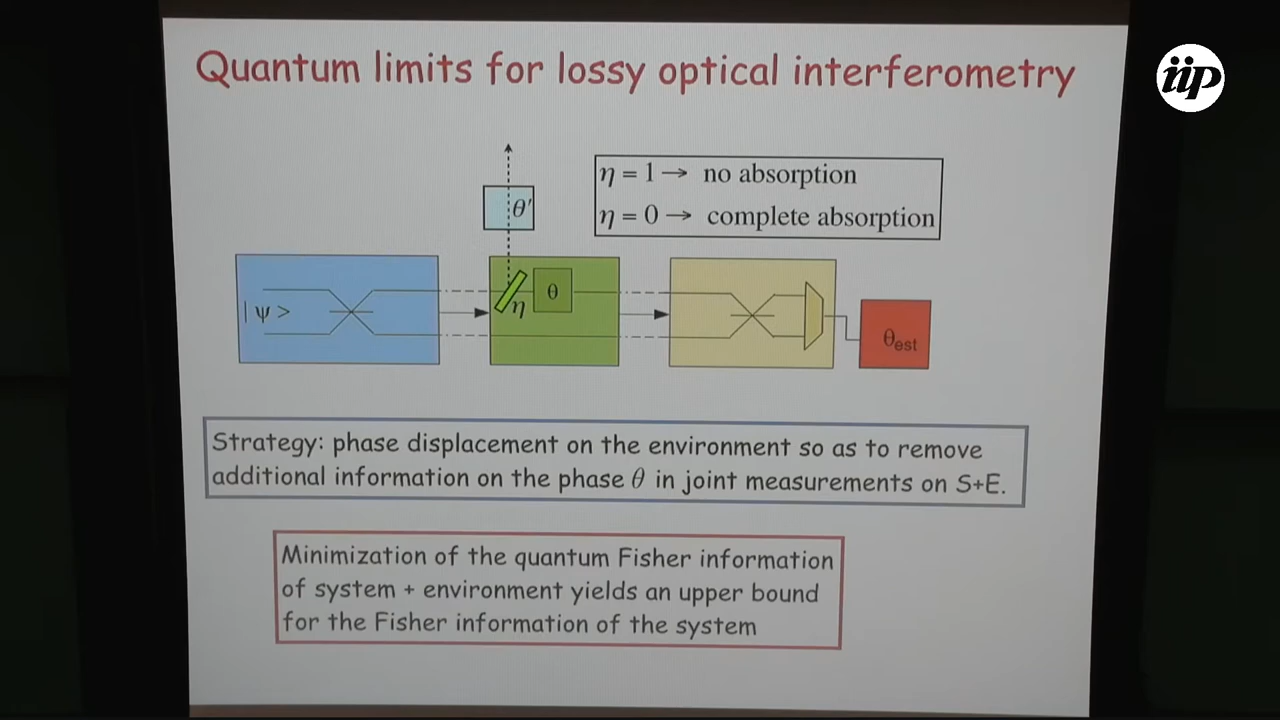 Quantum limits for lossy optical interferometry
iip
η = 1 → no absorption
η = 0 → complete absorption
θ'
| ψ >
η
θ
θest
Strategy: phase displacement on the environment so as to remove
additional information on the phase θ in joint measurements on S+E.
Minimization of the quantum Fisher information
of system + environment yields an upper bound
for the Fisher information of the system